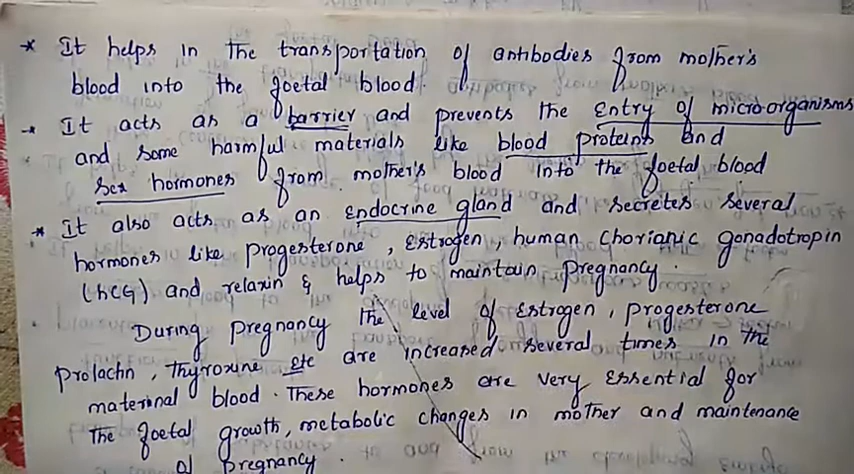 * It helps in the transportation of antibodies from mother's
blood into the foetal blood.
* It acts as a barrier and prevents the Entry of microorganisms
and some harmful materials like blood proteins and
sex hormones from mother's blood into the foetal blood
* It also acts as an Endocrine gland and secretes several
hormones like progesterone, Estrogen, human chorianic gonadotropin
(hCG) and relaxin & helps to maintain pregnancy.
During pregnancy the level of Estrogen, progesterone
prolachn, Thyroxine etc are increased several times in the
materinal blood. These hormones are very Essential for
the foetal growth, metabolic changes in mother and maintenance
of pregnancy.